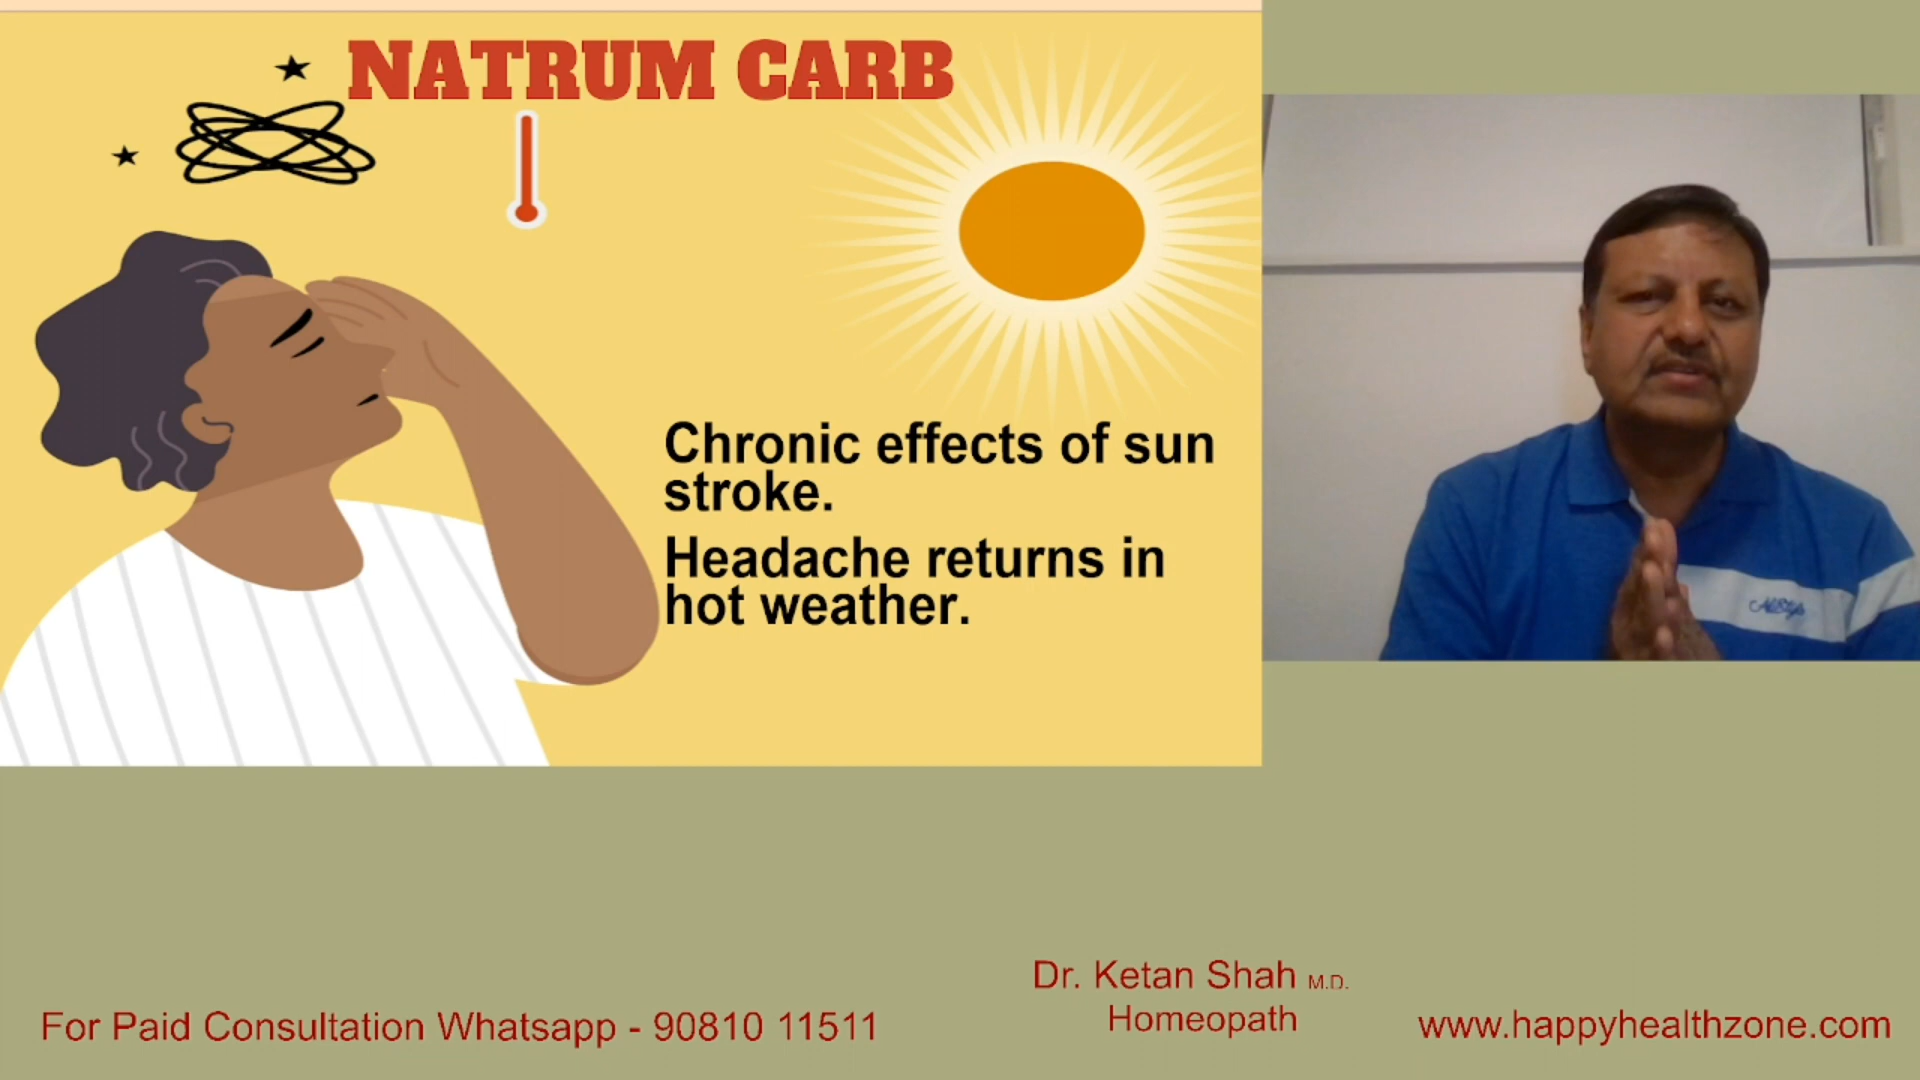 NATRUM CARB
Chronic effects of sun
stroke.
Headache returns in
hot weather.
Dr. Ketan Shah M.D.
Homeopath
For Paid Consultation Whatsapp - 90810 11511
www.happyhealthzone.com